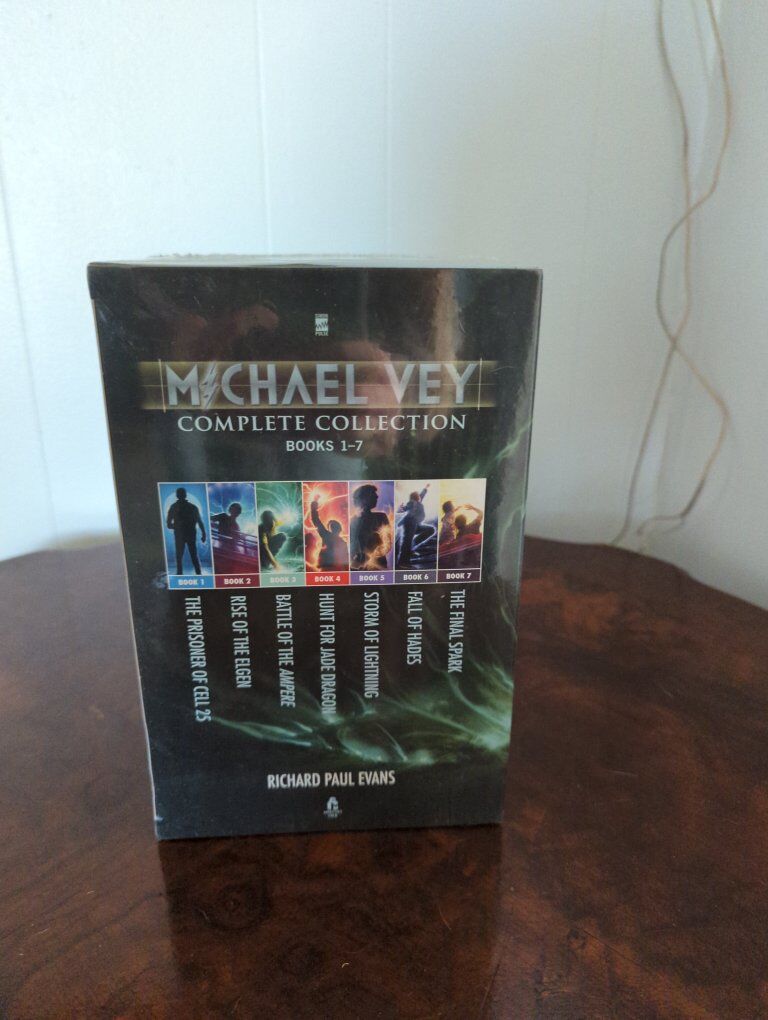 PULSE
MICHAEL VEY
COMPLETE COLLECTION
BOOKS 1–7
BOOK 1
BOOK 2
BOOK 3
BOOK 4
BOOK 5
BOOK 6
BOOK 7
THE PRISONER OF CELL 25
RISE OF THE ELGEN
BATTLE OF THE AMPERE
HUNT FOR JADE DRAGON
STORM OF LIGHTNING
FALL OF HADES
THE FINAL SPARK
RICHARD PAUL EVANS